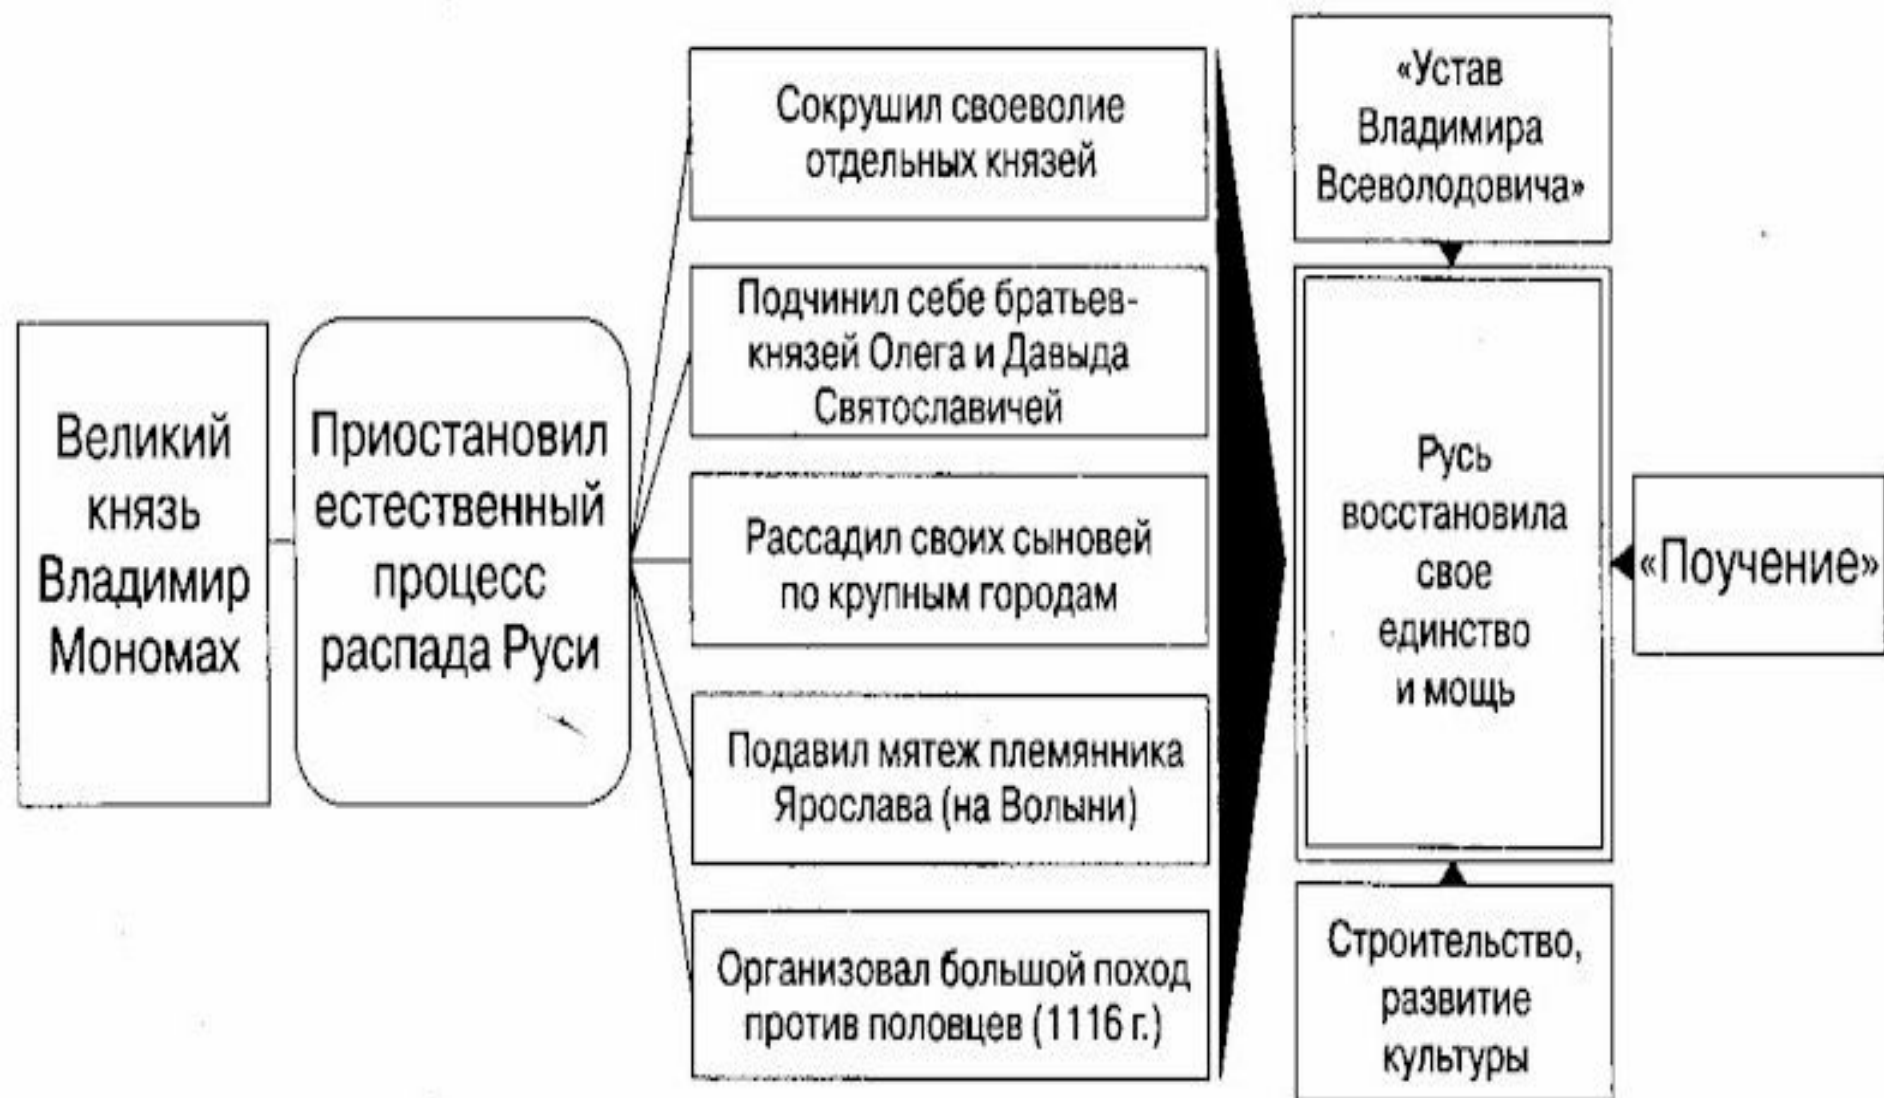 Великий
князь
Владимир
Мономах
Приостановил
естественный
процесс
распада Руси
Сокрушил своеволие
отдельных князей
Подчинил себе братьев-
князей Олега и Давыда
Святославичей
Рассадил своих сыновей
по крупным городам
Подавил мятеж племянника
Ярослава (на Волыни)
Организовал большой поход
против половцев (1116 г.)
«Устав
Владимира
Всеволодовича»
Русь
восстановила
свое
единство
и мощь
«Поучение»
Строительство,
развитие
культуры